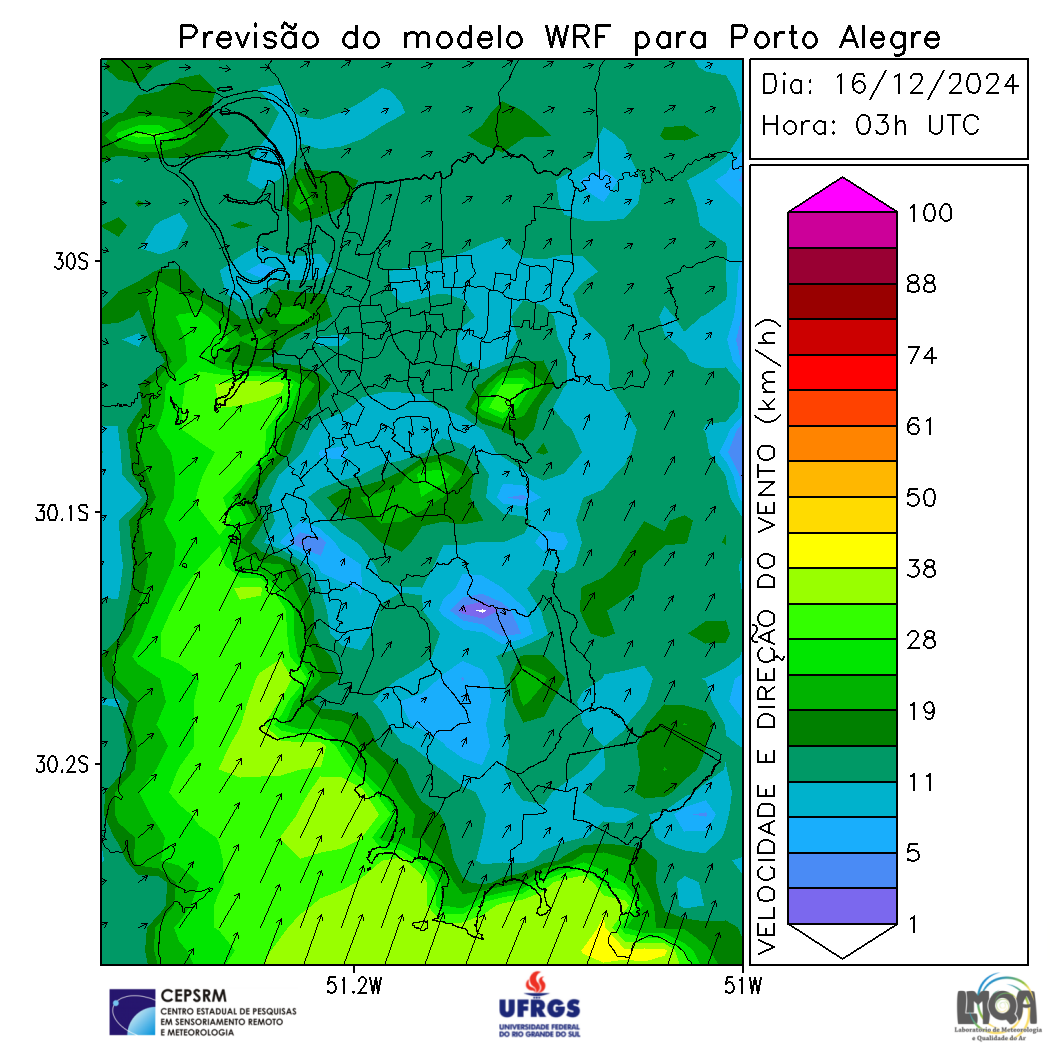 Previsão do modelo WRF para Porto Alegre
Dia: 16/12/2024
Hora: 03h UTC
30S
30.1S
30.2S
51.2W
51W
VELOCIDADE E DIREÇÃO DO VENTO (km/h)
100
88
74
61
50
38
28
19
11
5
1
CEPSRM
CENTRO ESTADUAL DE PESQUISAS
EM SENSORIAMENTO REMOTO
E METEOROLOGIA
UFRGS
UNIVERSIDADE FEDERAL
DO RIO GRANDE DO SUL
LMQA
Laboratório de Meteorologia
e Qualidade do Ar